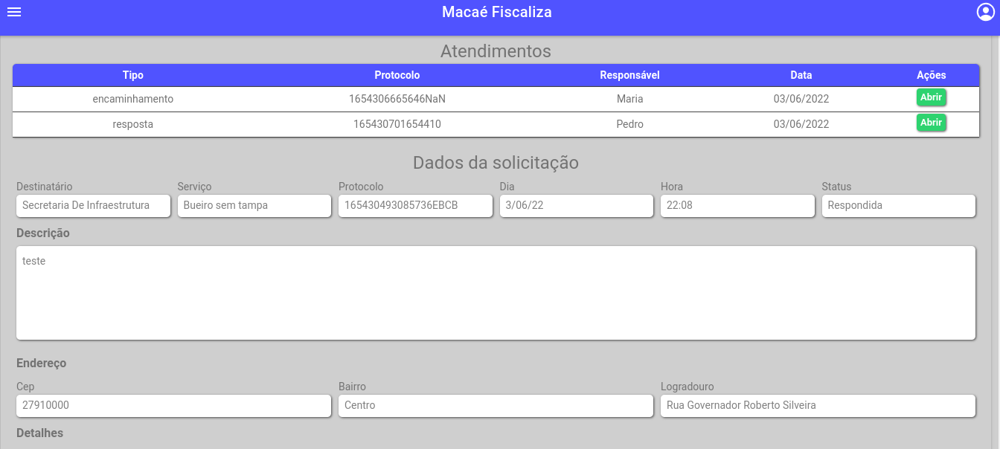 Macaé Fiscaliza
Atendimentos
Tipo Protocolo Responsável Data Ações
encaminhamento 1654306665646NaN Maria 03/06/2022 Abrir
resposta 165430701654410 Pedro 03/06/2022 Abrir
Dados da solicitação
Destinatário Serviço Protocolo Dia Hora Status
Secretaria De Infraestrutura Bueiro sem tampa 165430493085736EBCB 3/06/22 22:08 Respondida
Descrição
teste
Endereço
Cep Bairro Logradouro
27910000 Centro Rua Governador Roberto Silveira
Detalhes